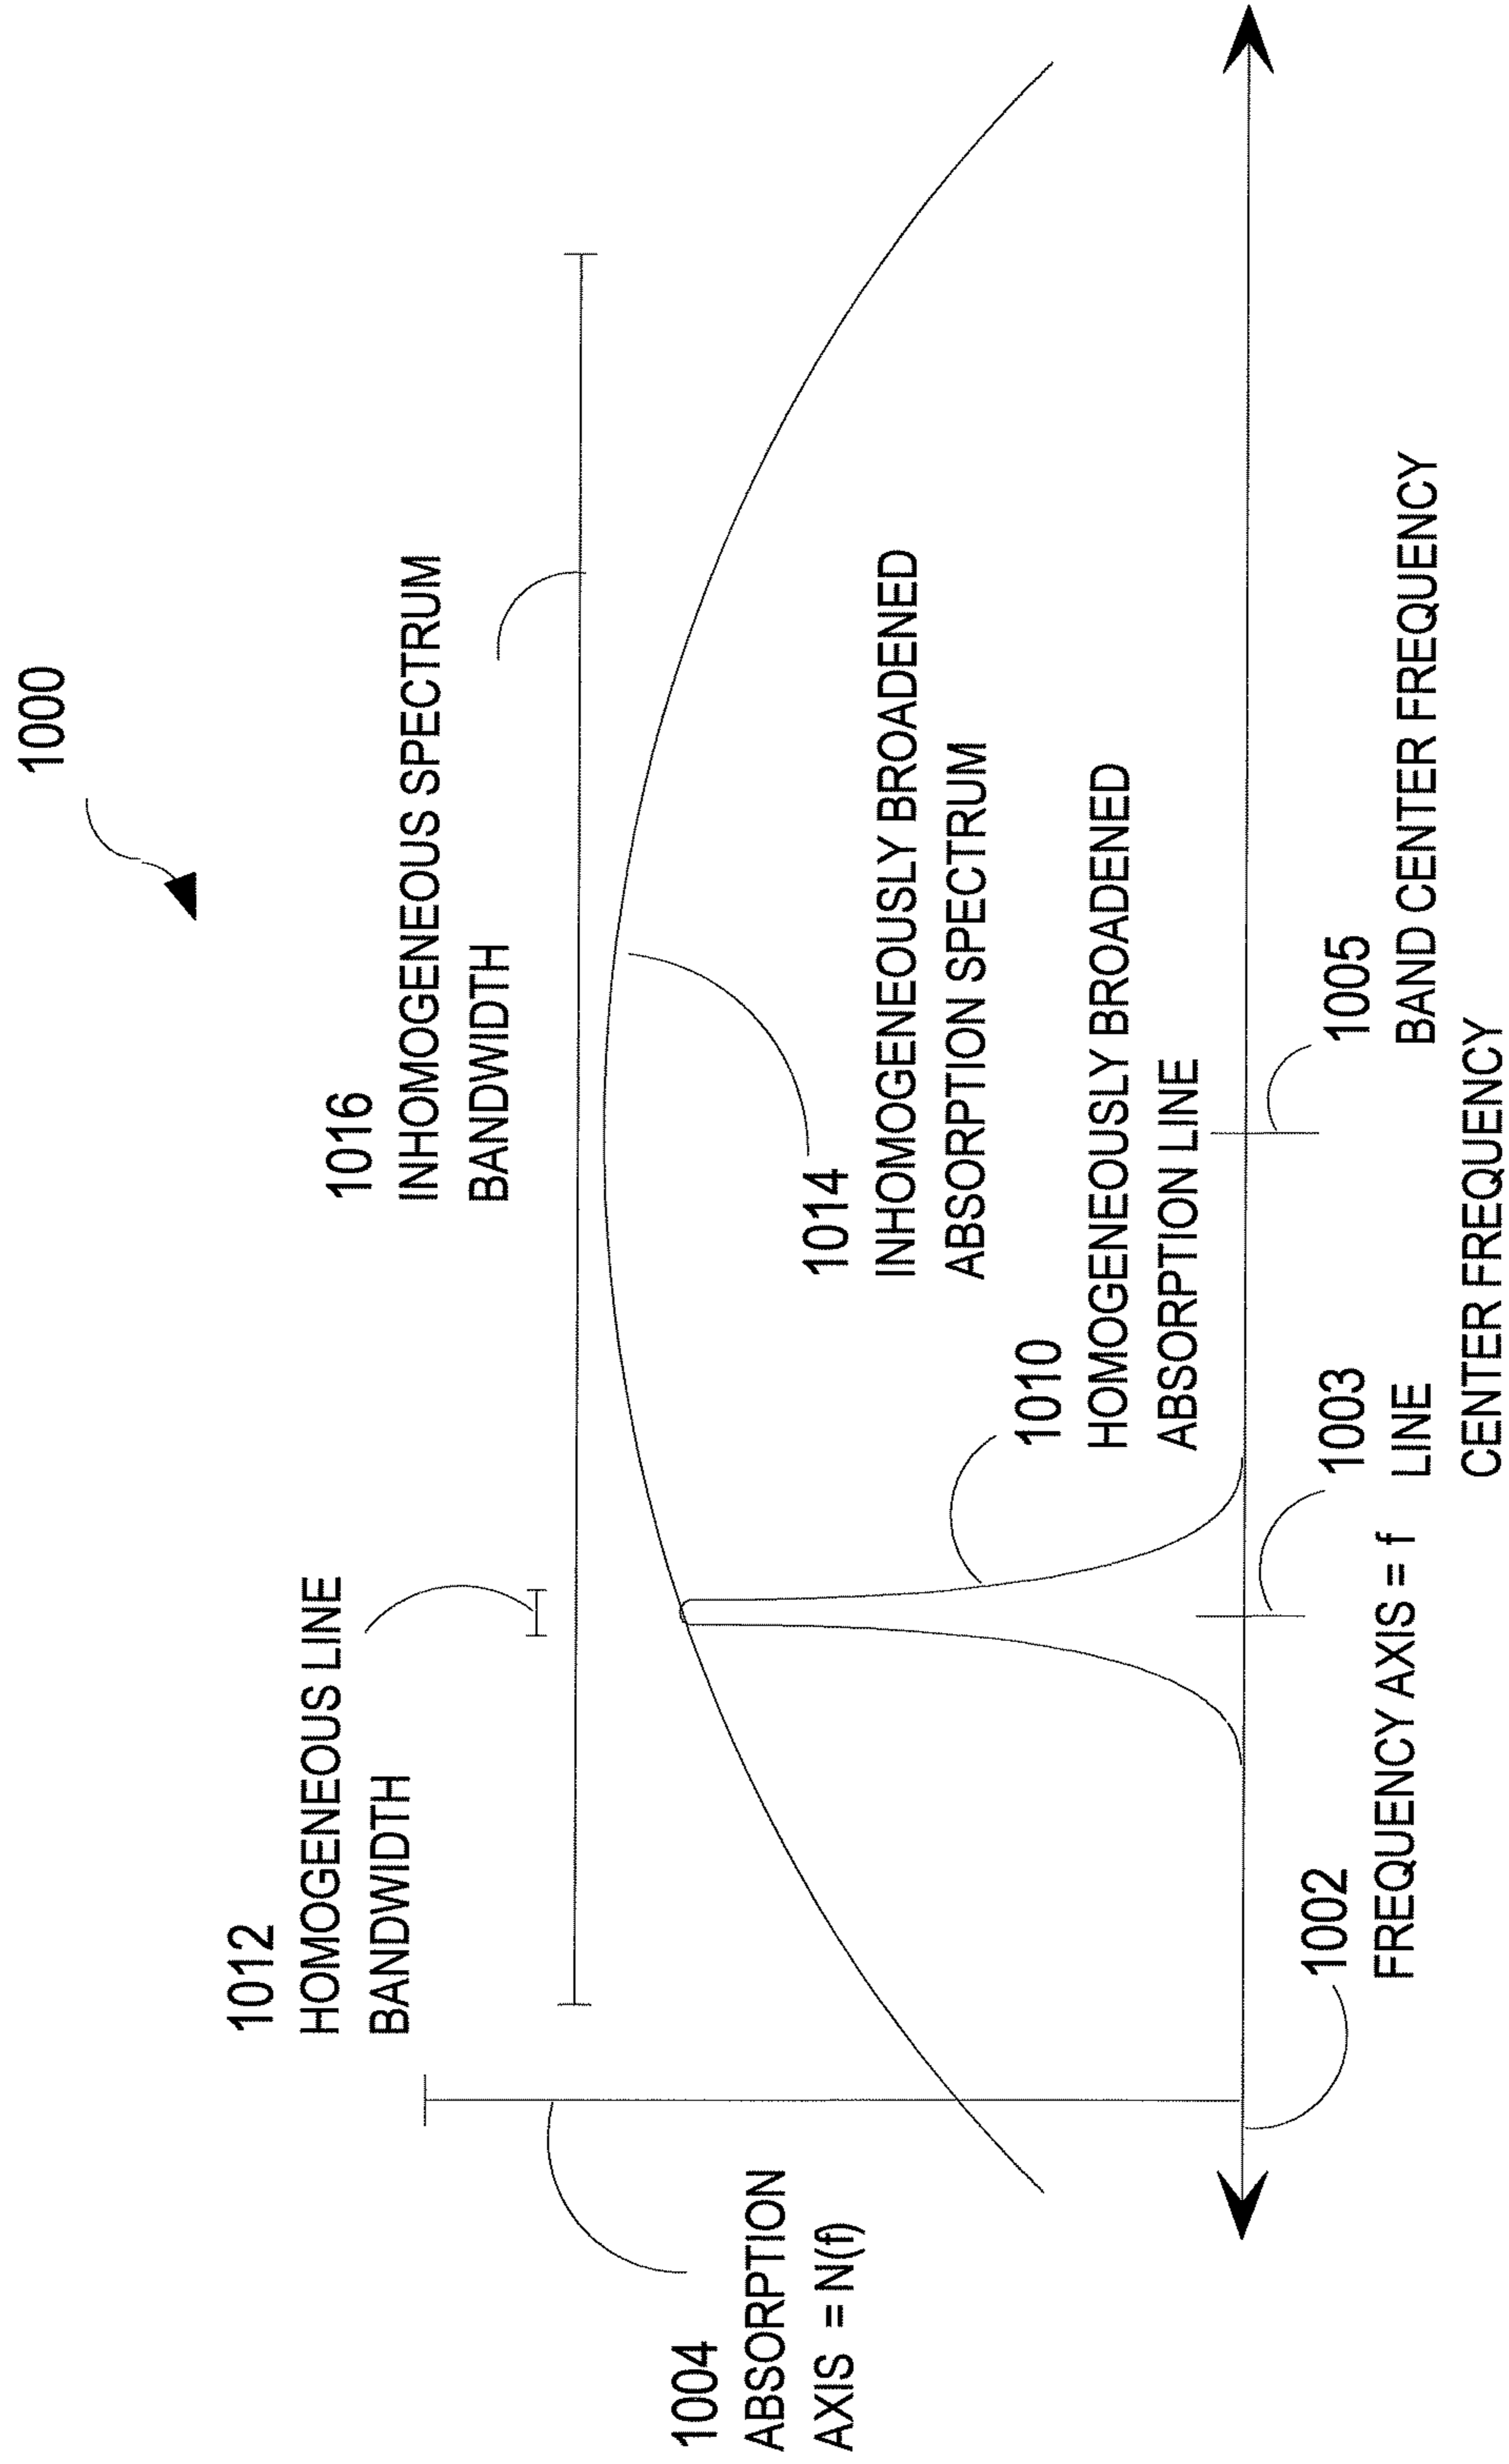 1000
1016
INHOMOGENEOUS SPECTRUM
BANDWIDTH
1012
HOMOGENEOUS LINE
BANDWIDTH
1004
ABSORPTION
AXIS = N(f)
1014
INHOMOGENEOUSLY BROADENED
ABSORPTION SPECTRUM
1010
HOMOGENEOUSLY BROADENED
ABSORPTION LINE
1002
FREQUENCY AXIS = f
1003
LINE
CENTER FREQUENCY
1005
BAND CENTER FREQUENCY